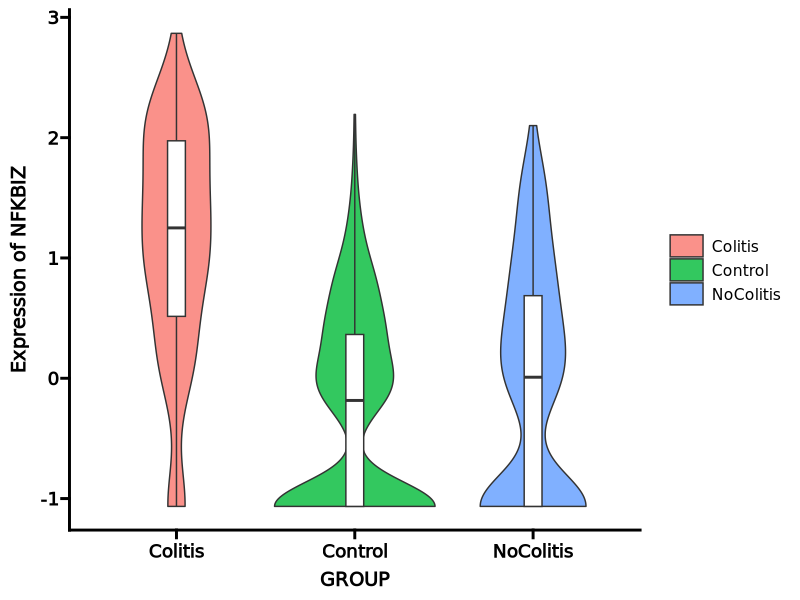 Expression of NFKBIZ
3
2
1
0
-1
Colitis
Control
NoColitis
GROUP
Colitis
Control
NoColitis